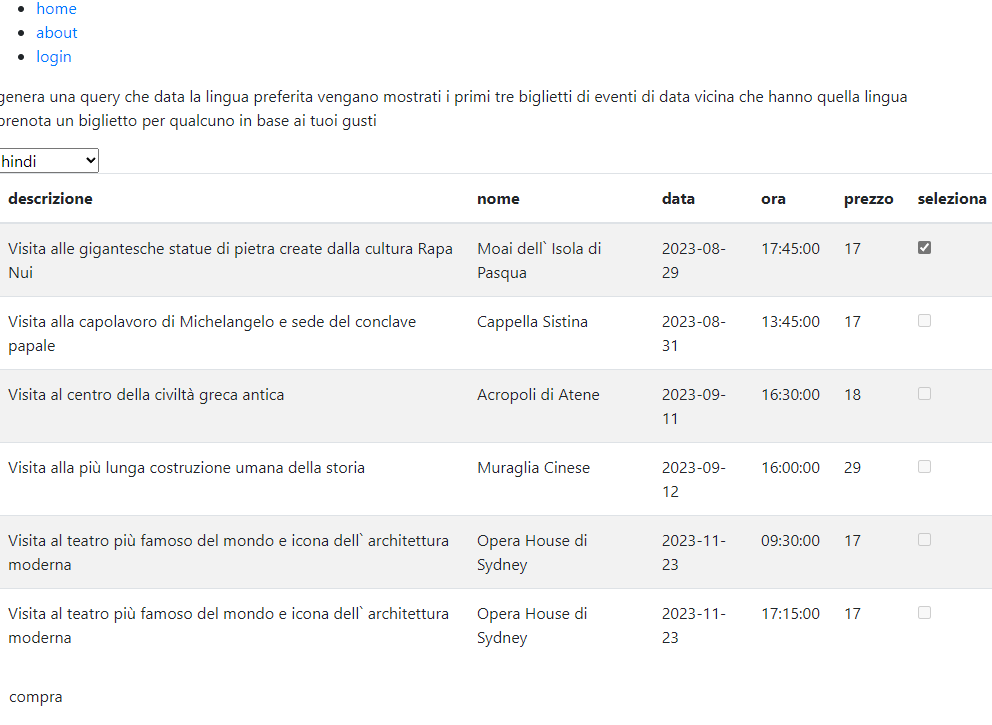 home
about
login
genera una query che data la lingua preferita vengano mostrati i primi tre biglietti di eventi di data vicina che hanno quella lingua
prenota un biglietto per qualcuno in base ai tuoi gusti
hindi
descrizione nome data ora prezzo seleziona
Visita alle gigantesche statue di pietra create dalla cultura Rapa Moai dell` Isola di 2023-08- 17:45:00 17
Nui Pasqua 29
Visita alla capolavoro di Michelangelo e sede del conclave Cappella Sistina 2023-08- 13:45:00 17
papale 31
Visita al centro della civiltà greca antica Acropoli di Atene 2023-09- 16:30:00 18
11
Visita alla più lunga costruzione umana della storia Muraglia Cinese 2023-09- 16:00:00 29
12
Visita al teatro più famoso del mondo e icona dell` architettura Opera House di 2023-11- 09:30:00 17
moderna Sydney 23
Visita al teatro più famoso del mondo e icona dell` architettura Opera House di 2023-11- 17:15:00 17
moderna Sydney 23
compra